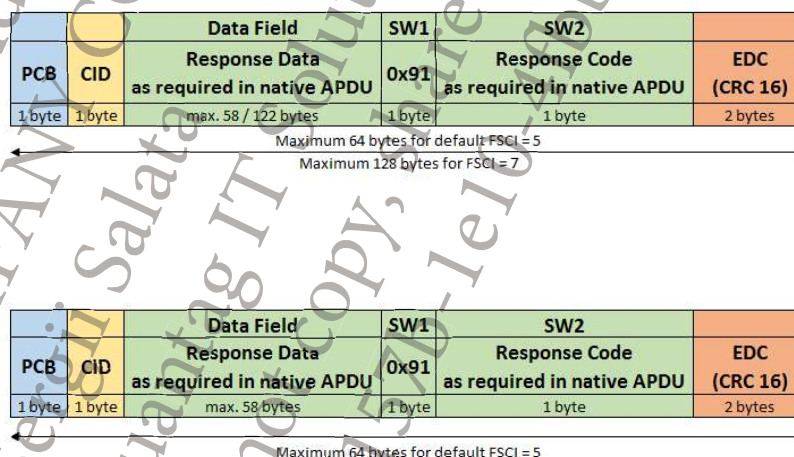 Data Field SW1 SW2
PCB CID Response Data as required in native APDU 0x91 Response Code as required in native APDU EDC (CRC 16)
1 byte 1 byte max. 58 / 122 bytes 1 byte 1 byte 2 bytes
Maximum 64 bytes for default FSCI = 5
Maximum 128 bytes for FSCI = 7
Data Field SW1 SW2
PCB CID Response Data as required in native APDU 0x91 Response Code as required in native APDU EDC (CRC 16)
1 byte 1 byte max. 58 bytes 1 byte 1 byte 2 bytes
Maximum 64 bytes for default FSCI = 5
Salata
IT
copy, share